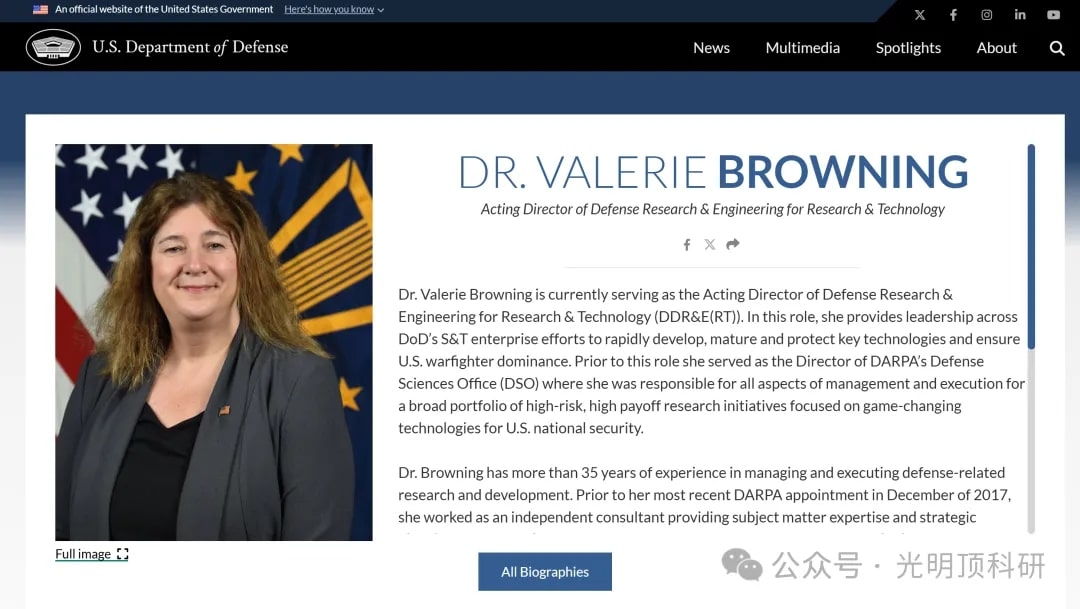 An official website of the United States Government Here's how you know
U.S. Department of Defense
News Multimedia Spotlights About
DR. VALERIE BROWNING
Acting Director of Defense Research & Engineering for Research & Technology
Dr. Valerie Browning is currently serving as the Acting Director of Defense Research &
Engineering for Research & Technology (DDR&E(RT)). In this role, she provides leadership across
DoD's S&T enterprise efforts to rapidly develop, mature and protect key technologies and ensure
U.S. warfighter dominance. Prior to this role she served as the Director of DARPA's Defense
Sciences Office (DSO) where she was responsible for all aspects of management and execution for
a broad portfolio of high-risk, high payoff research initiatives focused on game-changing
technologies for U.S. national security.
Dr. Browning has more than 35 years of experience in managing and executing defense-related
research and development. Prior to her most recent DARPA appointment in December of 2017,
she worked as an independent consultant providing subject matter expertise and strategic
Full image
All Biographies
公众号 · 光明顶科研